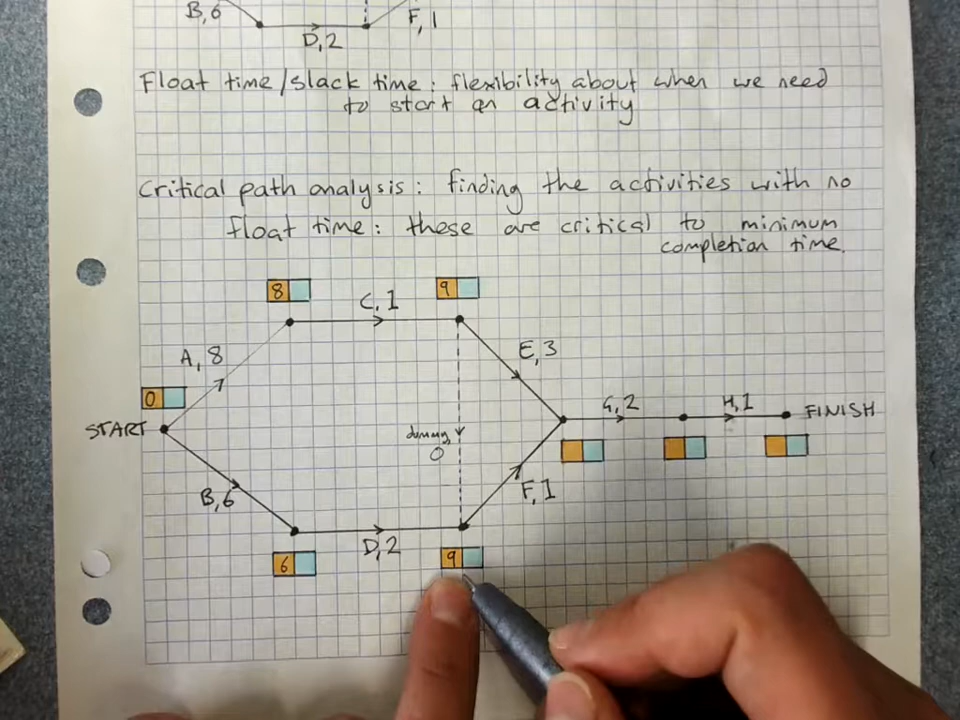 B,6
F,1
D,2
Float time/slack time: flexibility about when we need
to start an activity
Critical path analysis: finding the activities with no
float time: these are critical to minimum
completion time.
8
9
C,1
A,8
E,3
0
G,2
H,1
FINISH
START
dummy,
0
B,6
F,1
D,2
6
9